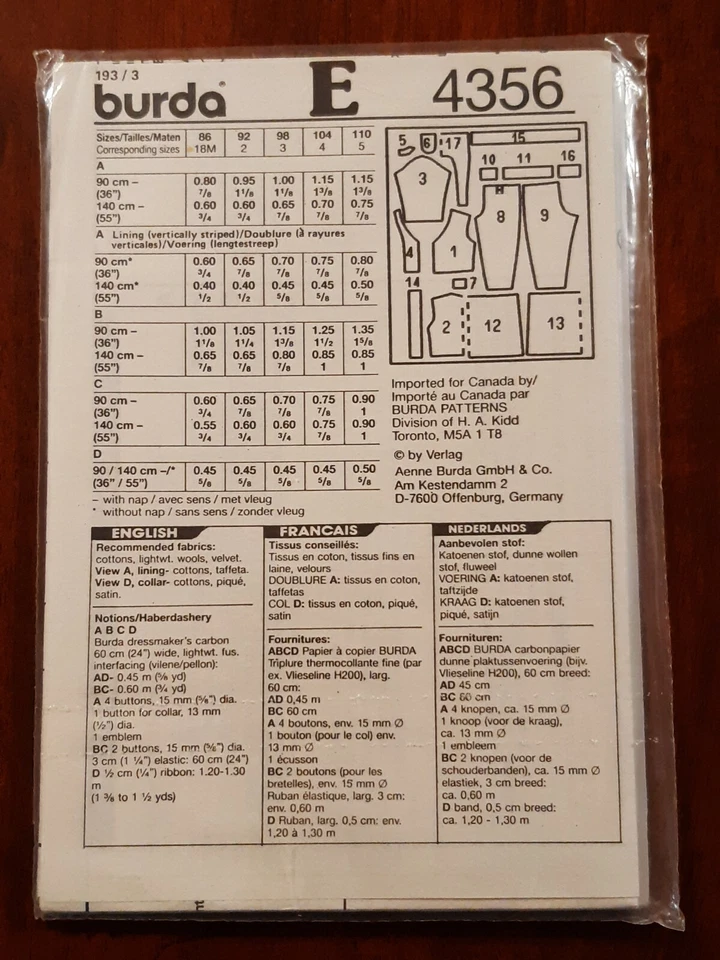 193 / 3
burda® E 4356
Sizes/Tailles/Maten 86 92 98 104 110
Corresponding sizes 18M 2 3 4 5
A
90 cm – 0.80 0.95 1.00 1.15 1.15
(36") 7/8 1 1/8 1 1/8 1 3/8 1 3/8
140 cm – 0.60 0.60 0.65 0.70 0.75
(55") 3/4 3/4 7/8 7/8 7/8
A Lining (vertically striped)/Doublure (à rayures
verticales)/Voering (lengtestreep)
90 cm* 0.60 0.65 0.70 0.75 0.80
(36") 3/4 7/8 7/8 7/8 7/8
140 cm* 0.40 0.40 0.45 0.45 0.50
(55") 1/2 1/2 5/8 5/8 5/8
B
90 cm – 1.00 1.05 1.15 1.25 1.35
(36") 1 1/8 1 1/4 1 3/8 1 1/2 1 5/8
140 cm – 0.65 0.65 0.80 0.85 0.85
(55") 7/8 7/8 7/8 1 1
C
90 cm – 0.60 0.65 0.70 0.75 0.90
(36") 3/4 7/8 7/8 7/8 1
140 cm – 0.55 0.60 0.60 0.75 0.90
(55") 3/4 3/4 3/4 7/8 1
D
90 / 140 cm –/* 0.45 0.45 0.45 0.45 0.50
(36" / 55") 5/8 5/8 5/8 5/8 5/8
– with nap / avec sens / met vleug
* without nap / sans sens / zonder vleug
5 6 17 15
10 11 16
3
8 9
4 1
14 7
2 12 13
Imported for Canada by/
Importé au Canada par
BURDA PATTERNS
Division of H. A. Kidd
Toronto, M5A 1 T8
© by Verlag
Aenne Burda GmbH & Co.
Am Kestendamm 2
D-7600 Offenburg, Germany
ENGLISH
Recommended fabrics:
cottons, lightwt. wools, velvet.
View A, lining- cottons, taffeta.
View D, collar- cottons, piqué,
satin.
Notions/Haberdashery
A B C D
Burda dressmaker's carbon
60 cm (24") wide, lightwt. fus.
interfacing (vilene/pellon):
AD- 0.45 m (5/8 yd)
BC- 0.60 m (3/4 yd)
A 4 buttons, 15 mm (5/8") dia.
1 button for collar, 13 mm
(1/2") dia.
1 emblem
BC 2 buttons, 15 mm (5/8") dia.
3 cm (1 1/4") elastic: 60 cm (24")
D 1/2 cm (1/4") ribbon: 1.20-1.30
m
(1 3/8 to 1 1/2 yds)
FRANCAIS
Tissus conseillés:
Tissus en coton, tissus fins en
laine, velours
DOUBLURE A: tissus en coton,
taffetas
COL D: tissus en coton, piqué,
satin
Fournitures:
ABCD Papier à copier BURDA
Triplure thermocollante fine (par
ex. Vlieseline H200), larg.
60 cm:
AD 0,45 m
BC 60 cm
A 4 boutons, env. 15 mm ∅
1 bouton (pour le col) env.
13 mm ∅
1 écusson
BC 2 boutons (pour les
bretelles), env. 15 mm ∅
Ruban élastique, larg. 3 cm:
env. 0,60 m
D Ruban, larg. 0,5 cm: env.
1,20 à 1,30 m
NEDERLANDS
Aanbevolen stof:
Katoenen stof, dunne wollen
stof, fluweel
VOERING A: katoenen stof,
taftzijde
KRAAG D: katoenen stof,
piqué, satijn
Fournituren:
ABCD BURDA carbonpapier
dunne plaktussenvoering (bijv.
Vlieseline H200), 60 cm breed:
AD 45 cm
BC 60 cm
A 4 knopen, ca. 15 mm ∅
1 knoop (voor de kraag),
ca. 13 mm ∅
1 embleem
BC 2 knopen (voor de
schouderbanden), ca. 15 mm ∅
elastiek, 3 cm breed:
ca. 0,60 m
D band, 0,5 cm breed:
ca. 1,20 - 1,30 m